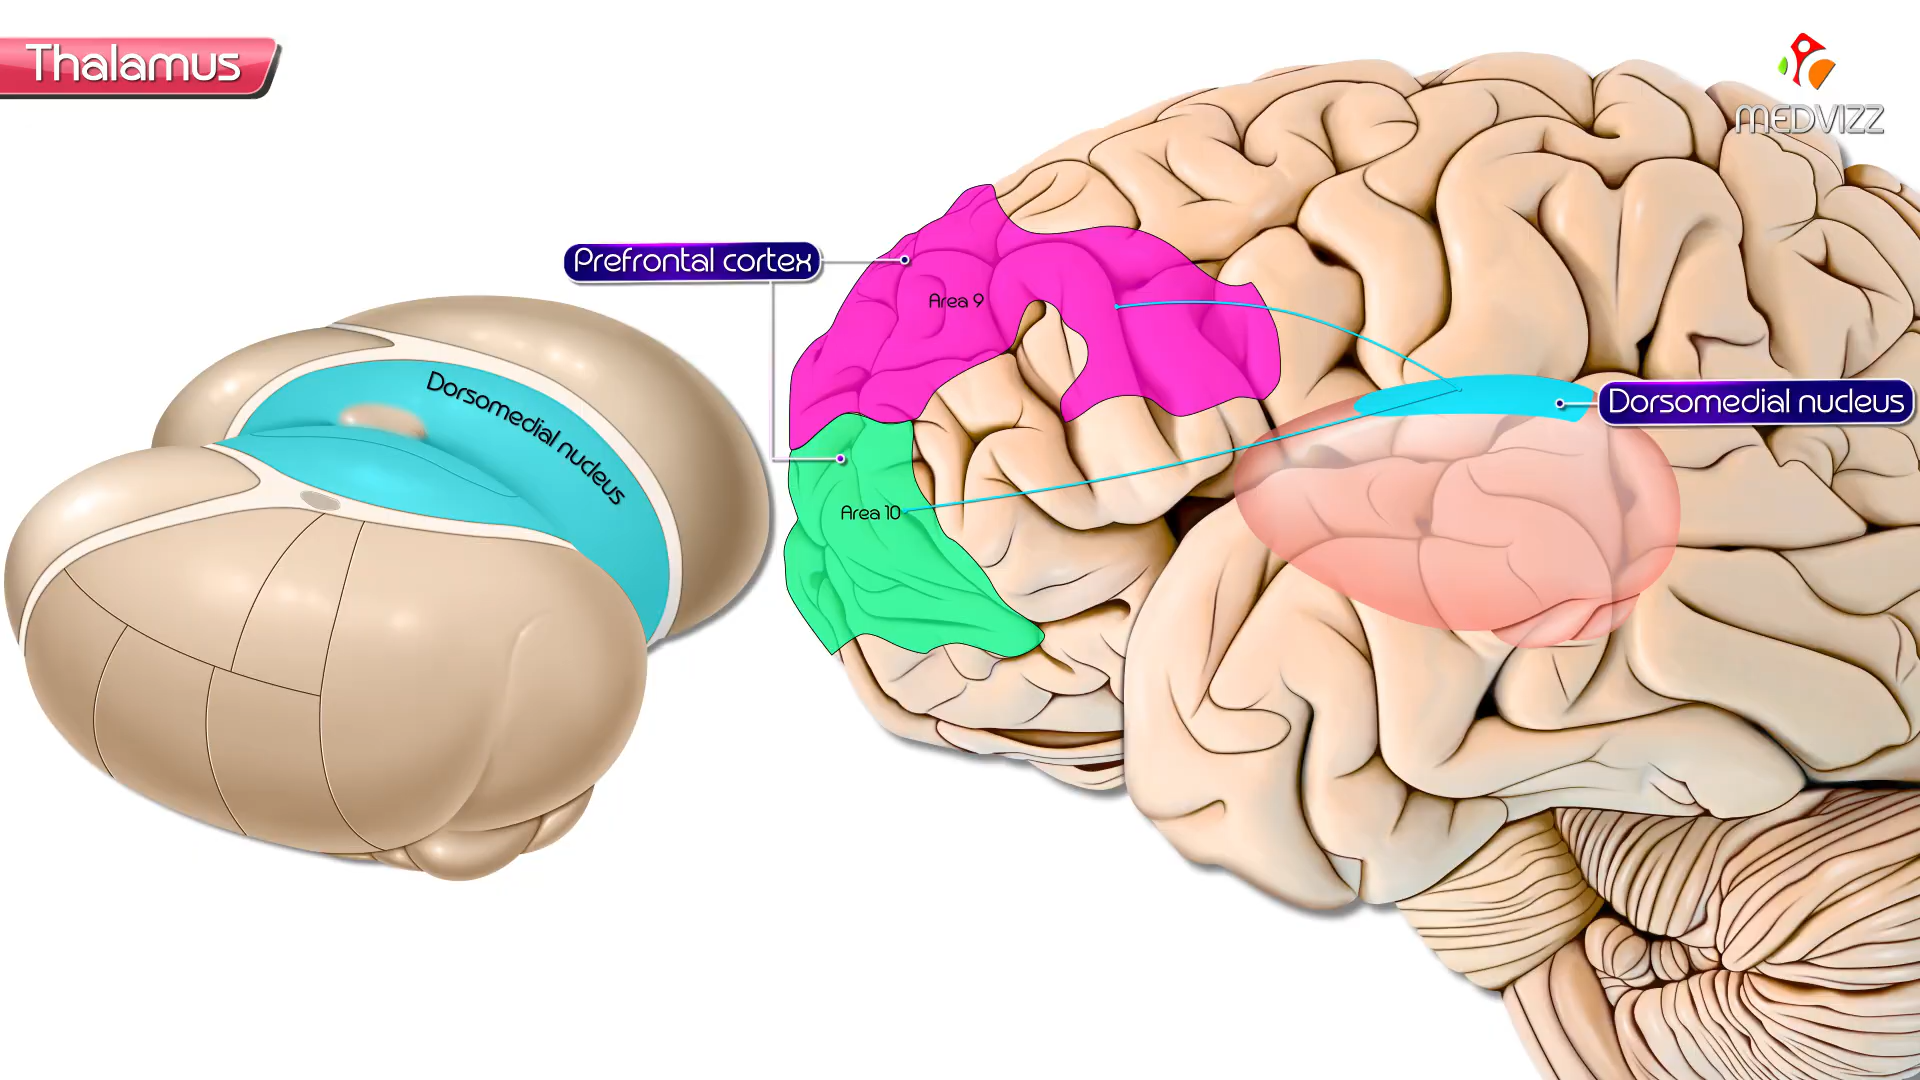 Thalamus
MEDVIZZ
Prefrontal cortex
Area 9
Dorsomedial nucleus
Dorsomedial nucleus
Area 10